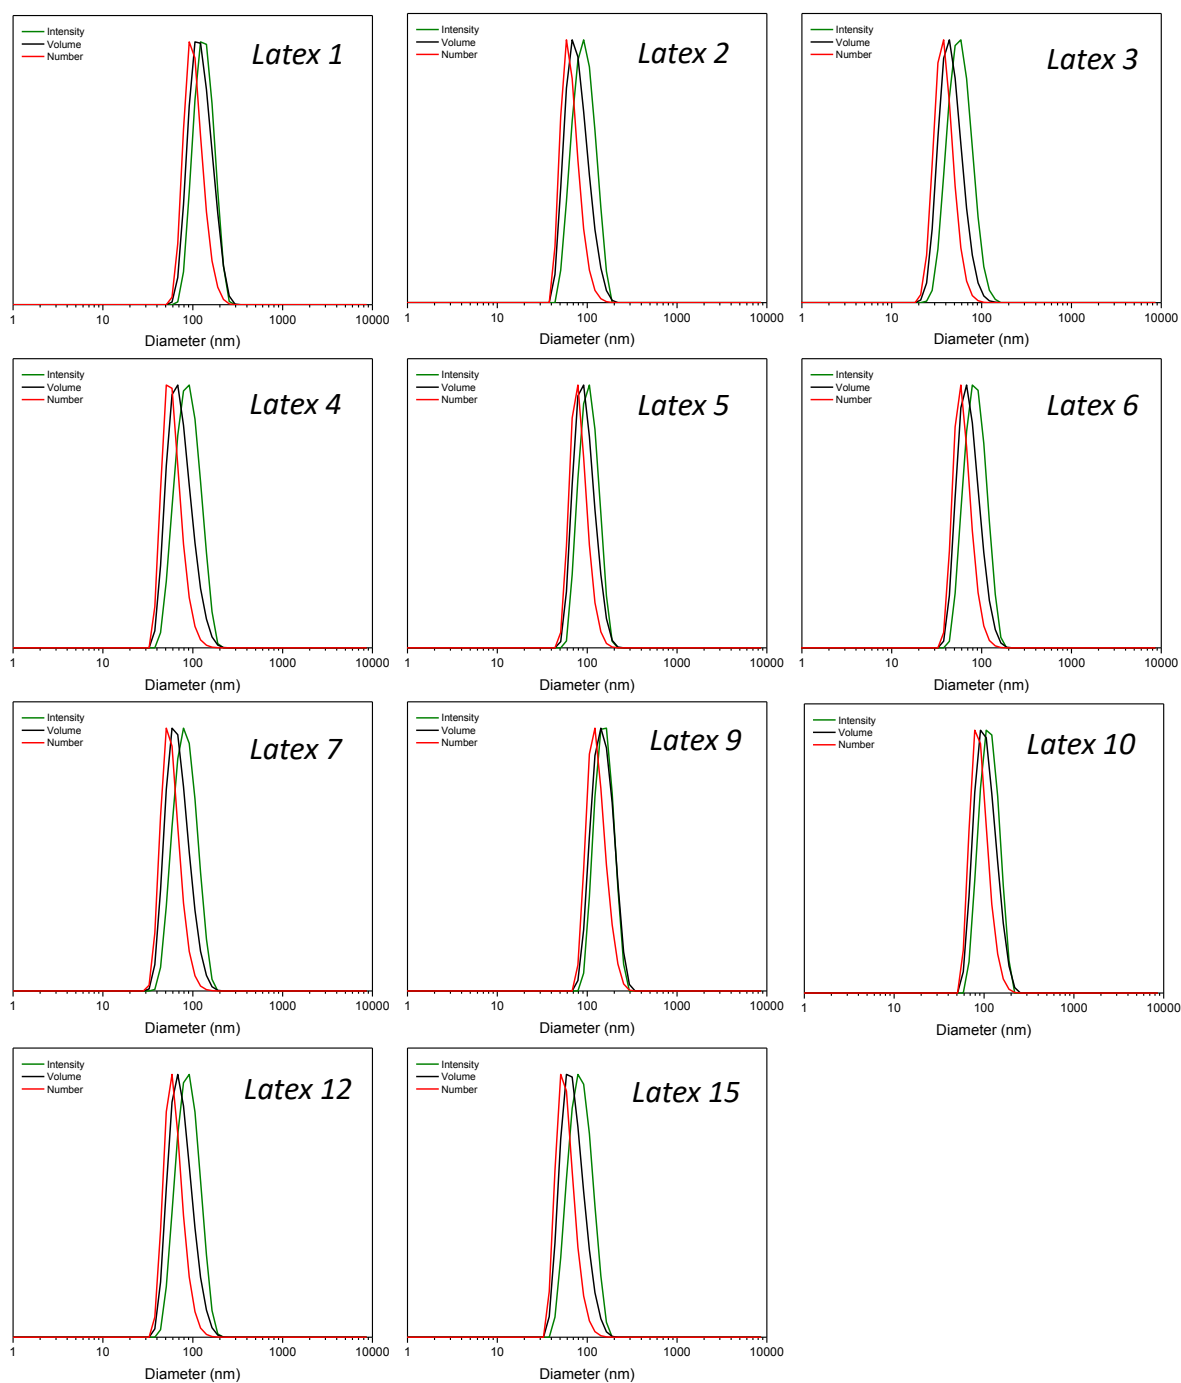 Intensity
Volume
Number
Latex 1
1 10 100 1000 10000
Diameter (nm)
Intensity
Volume
Number
Latex 2
1 10 100 1000 10000
Diameter (nm)
Intensity
Volume
Number
Latex 3
1 10 100 1000 10000
Diameter (nm)
Intensity
Volume
Number
Latex 4
1 10 100 1000 10000
Diameter (nm)
Intensity
Volume
Number
Latex 5
1 10 100 1000 10000
Diameter (nm)
Intensity
Volume
Number
Latex 6
1 10 100 1000 10000
Diameter (nm)
Intensity
Volume
Number
Latex 7
1 10 100 1000 10000
Diameter (nm)
Intensity
Volume
Number
Latex 9
1 10 100 1000 10000
Diameter (nm)
Intensity
Volume
Number
Latex 10
1 10 100 1000 10000
Diameter (nm)
Intensity
Volume
Number
Latex 12
1 10 100 1000 10000
Diameter (nm)
Intensity
Volume
Number
Latex 15
1 10 100 1000 10000
Diameter (nm)